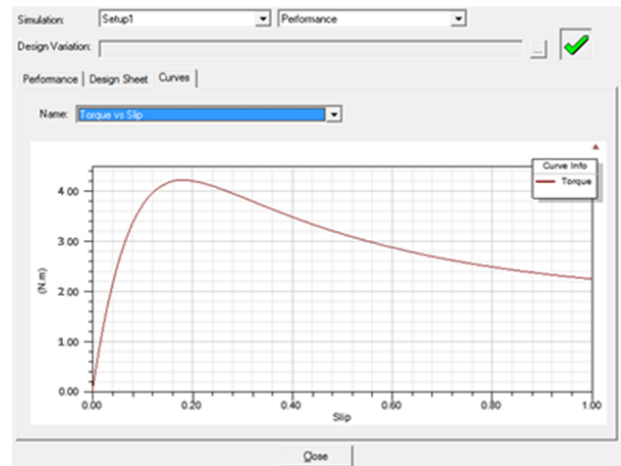 Simulation: Setup1 Performance
Design Variation: ...
Performance Design Sheet Curves
Name: Torque vs Slip
Curve Info
Torque
4.00
3.00
2.00
1.00
0.00
(N.m)
0.00 0.20 0.40 0.60 0.80 1.00
Slip
Close